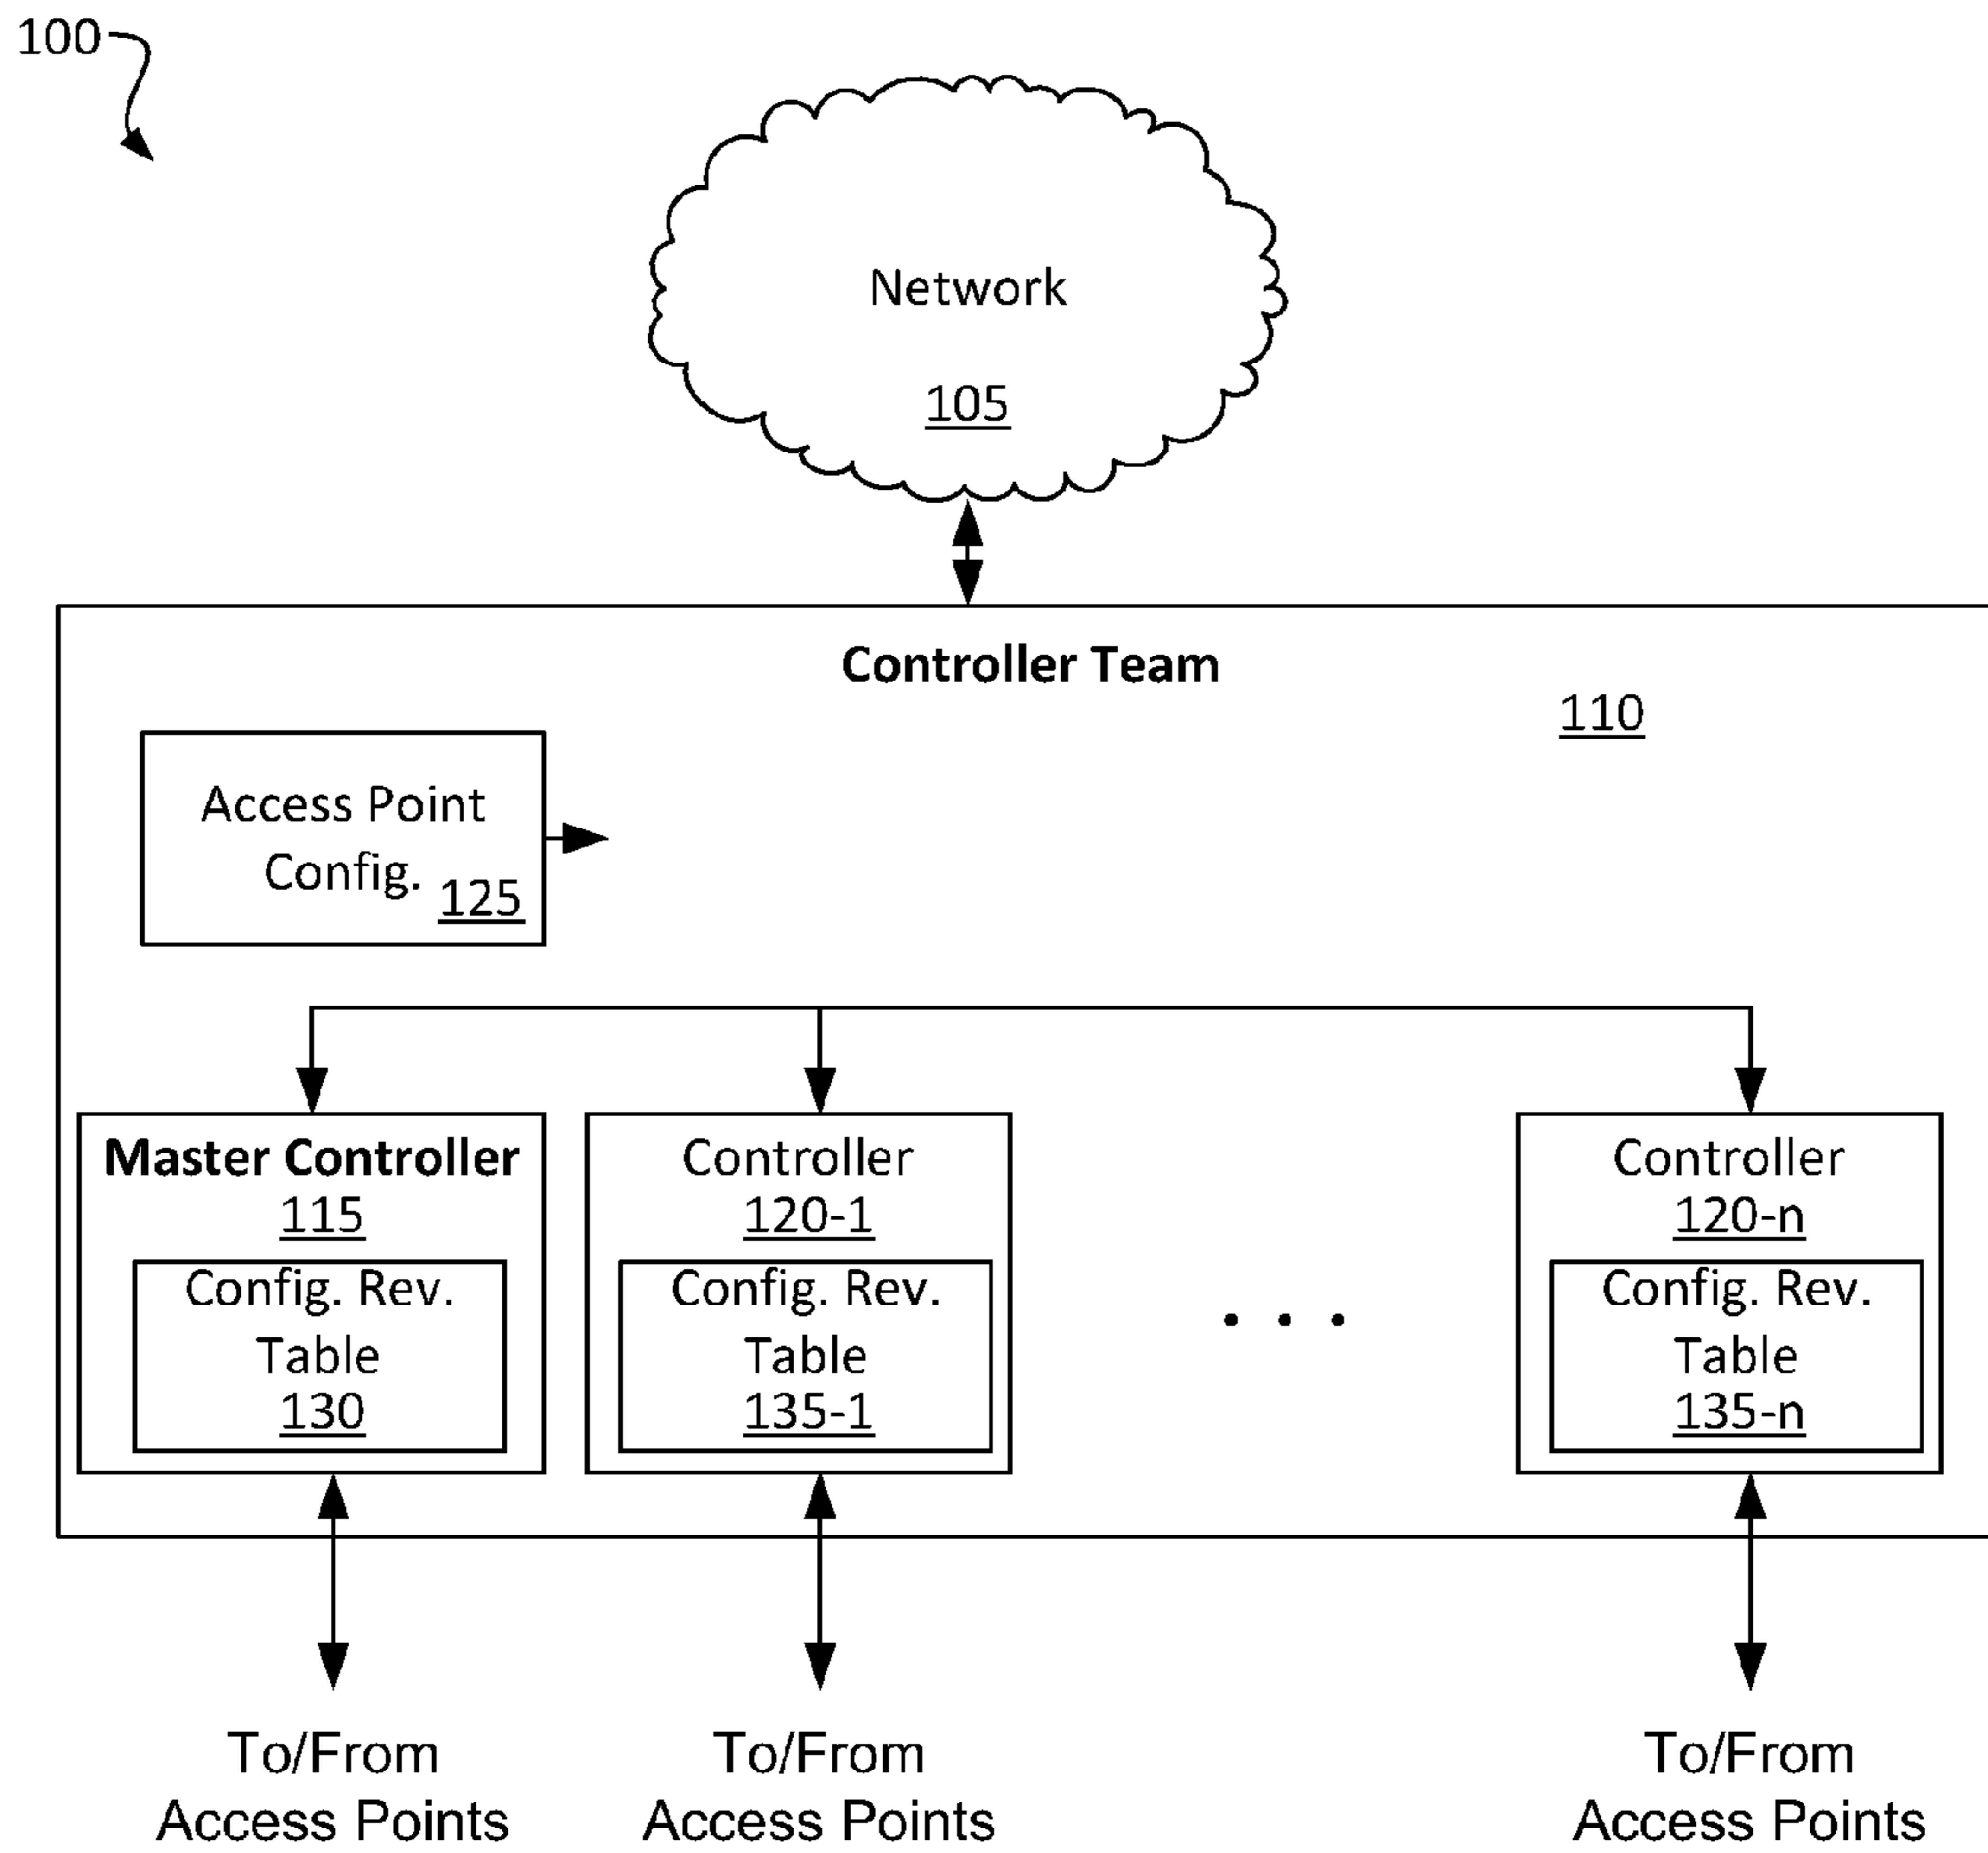 100
Network
105
Controller Team
110
Access Point
Config.
125
Master Controller
115
Config. Rev.
Table
130
Controller
120-1
Config. Rev.
Table
135-1
. . .
Controller
120-n
Config. Rev.
Table
135-n
To/From
Access Points
To/From
Access Points
To/From
Access Points